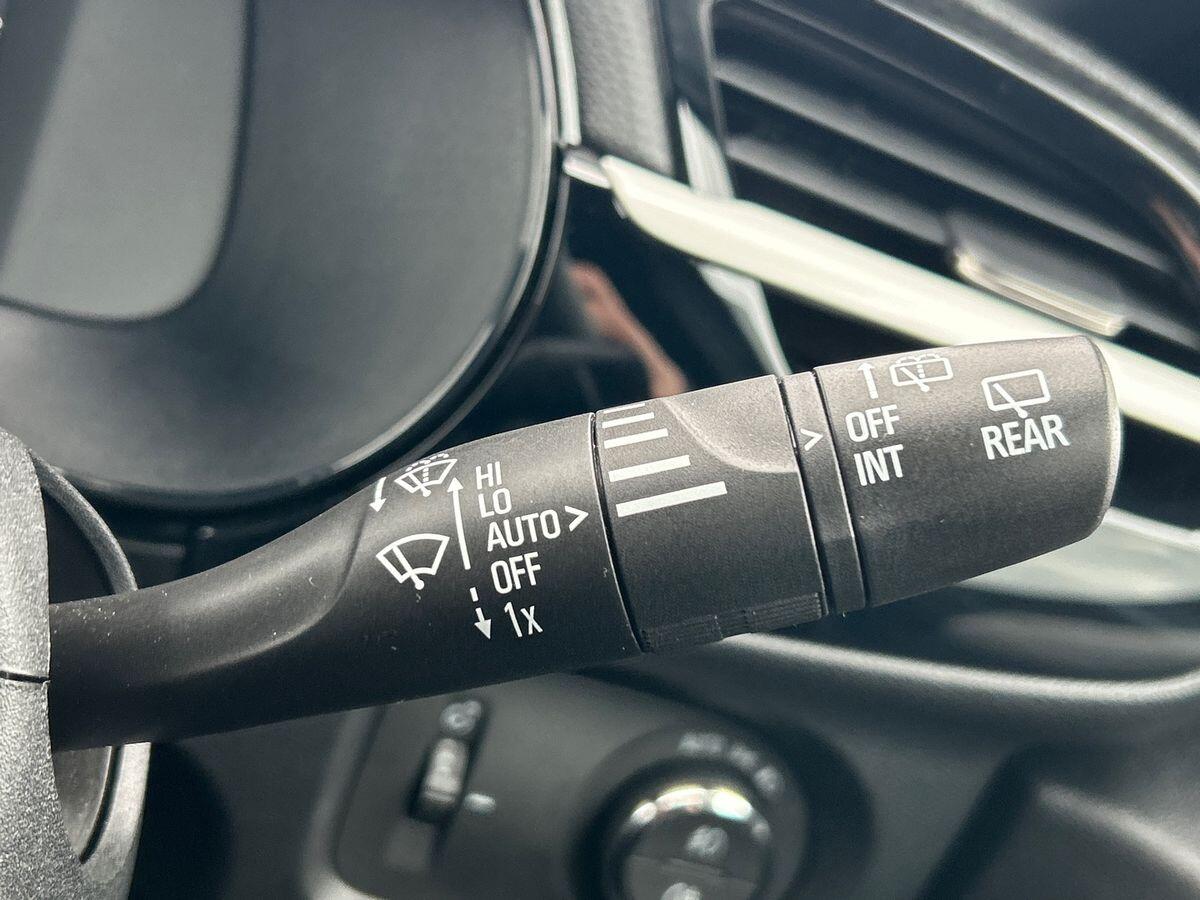 HI
LO
AUTO >
OFF
1x
>
OFF
INT
REAR